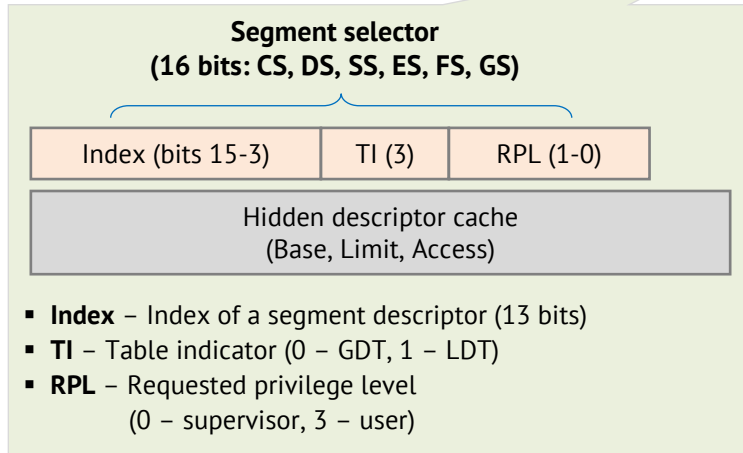 Segment selector
(16 bits: CS, DS, SS, ES, FS, GS)
Index (bits 15-3) TI (3) RPL (1-0)
Hidden descriptor cache
(Base, Limit, Access)
▪ Index – Index of a segment descriptor (13 bits)
▪ TI – Table indicator (0 – GDT, 1 – LDT)
▪ RPL – Requested privilege level
(0 – supervisor, 3 – user)